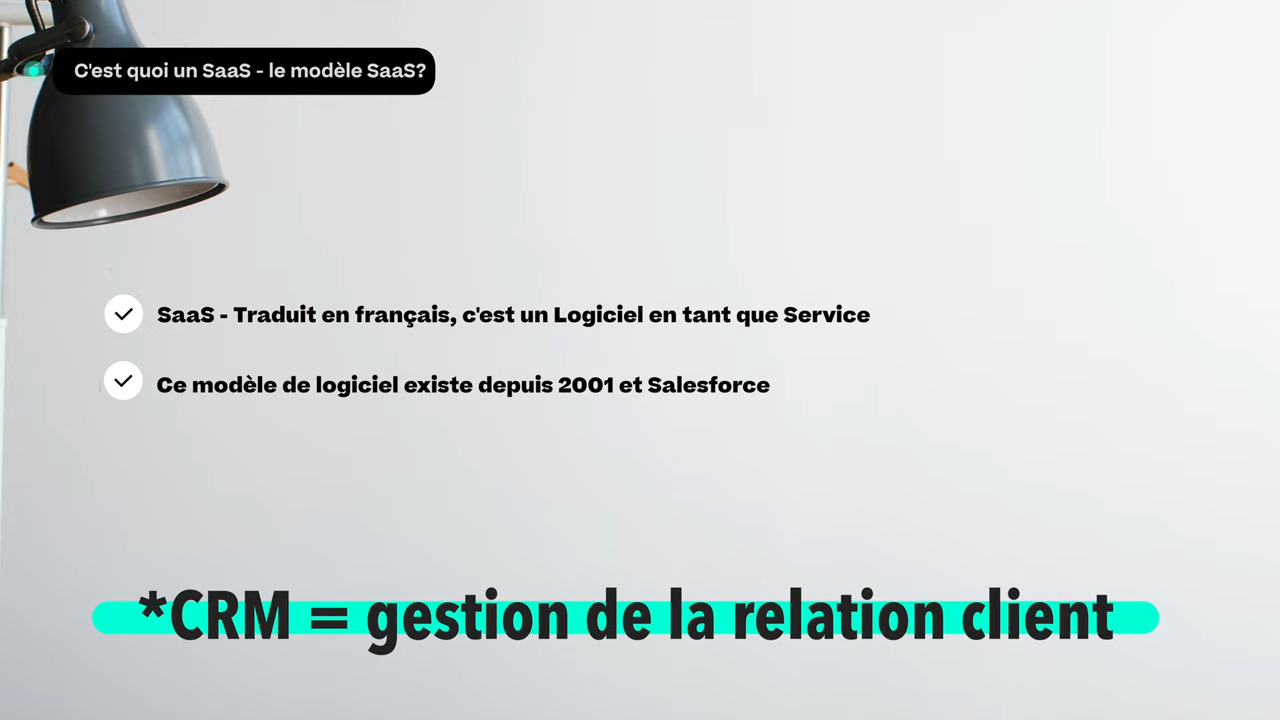 C'est quoi un SaaS - le modèle SaaS?
SaaS - Traduit en français, c'est un Logiciel en tant que Service
Ce modèle de logiciel existe depuis 2001 et Salesforce
*CRM = gestion de la relation client